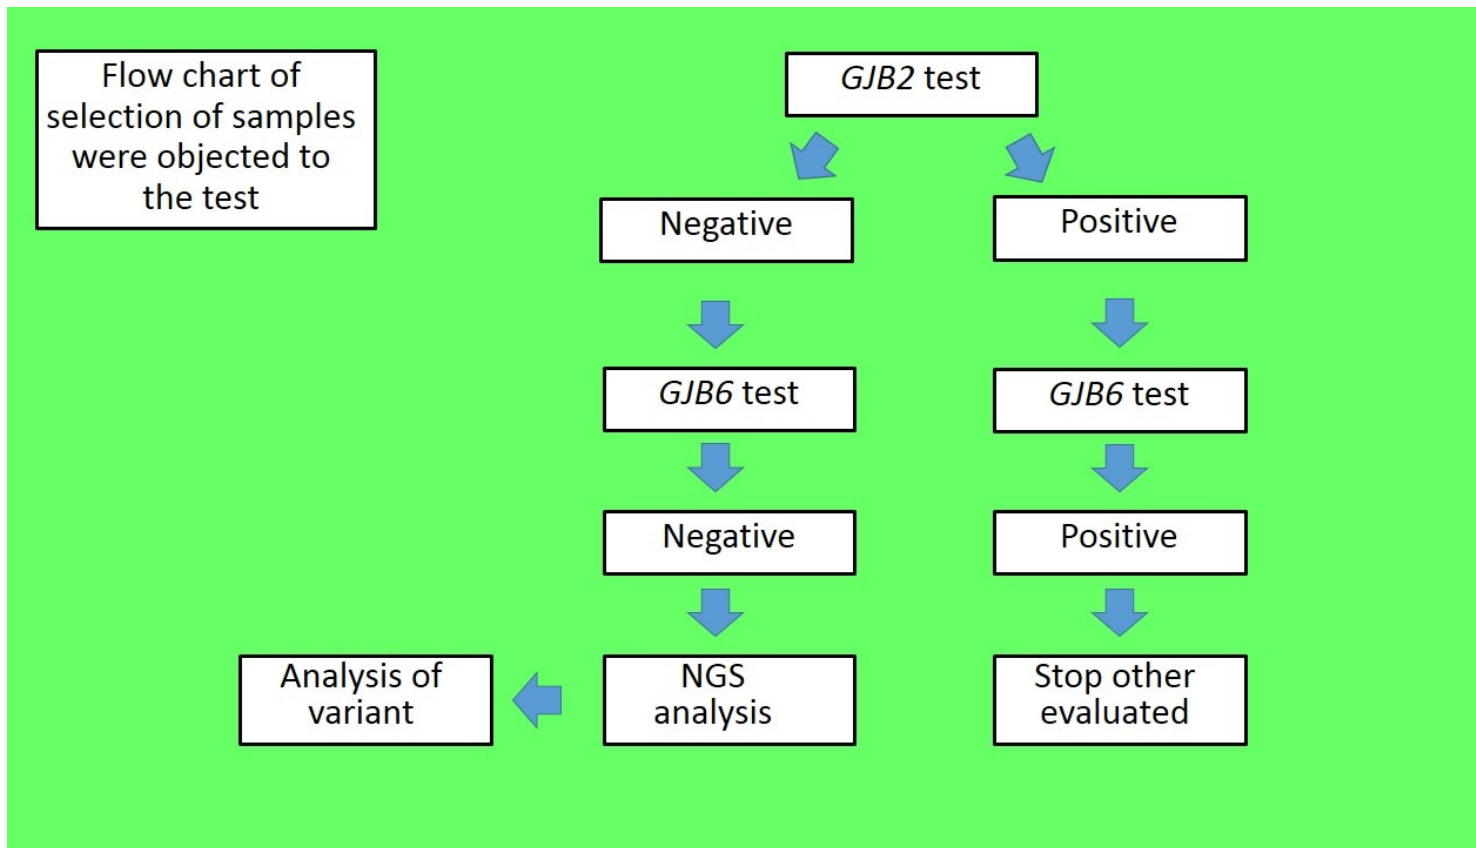 Flow chart of
selection of samples
were objected to
the test
GJB2 test
Negative
Positive
GJB6 test
GJB6 test
Negative
Positive
Analysis of
variant
NGS
analysis
Stop other
evaluated